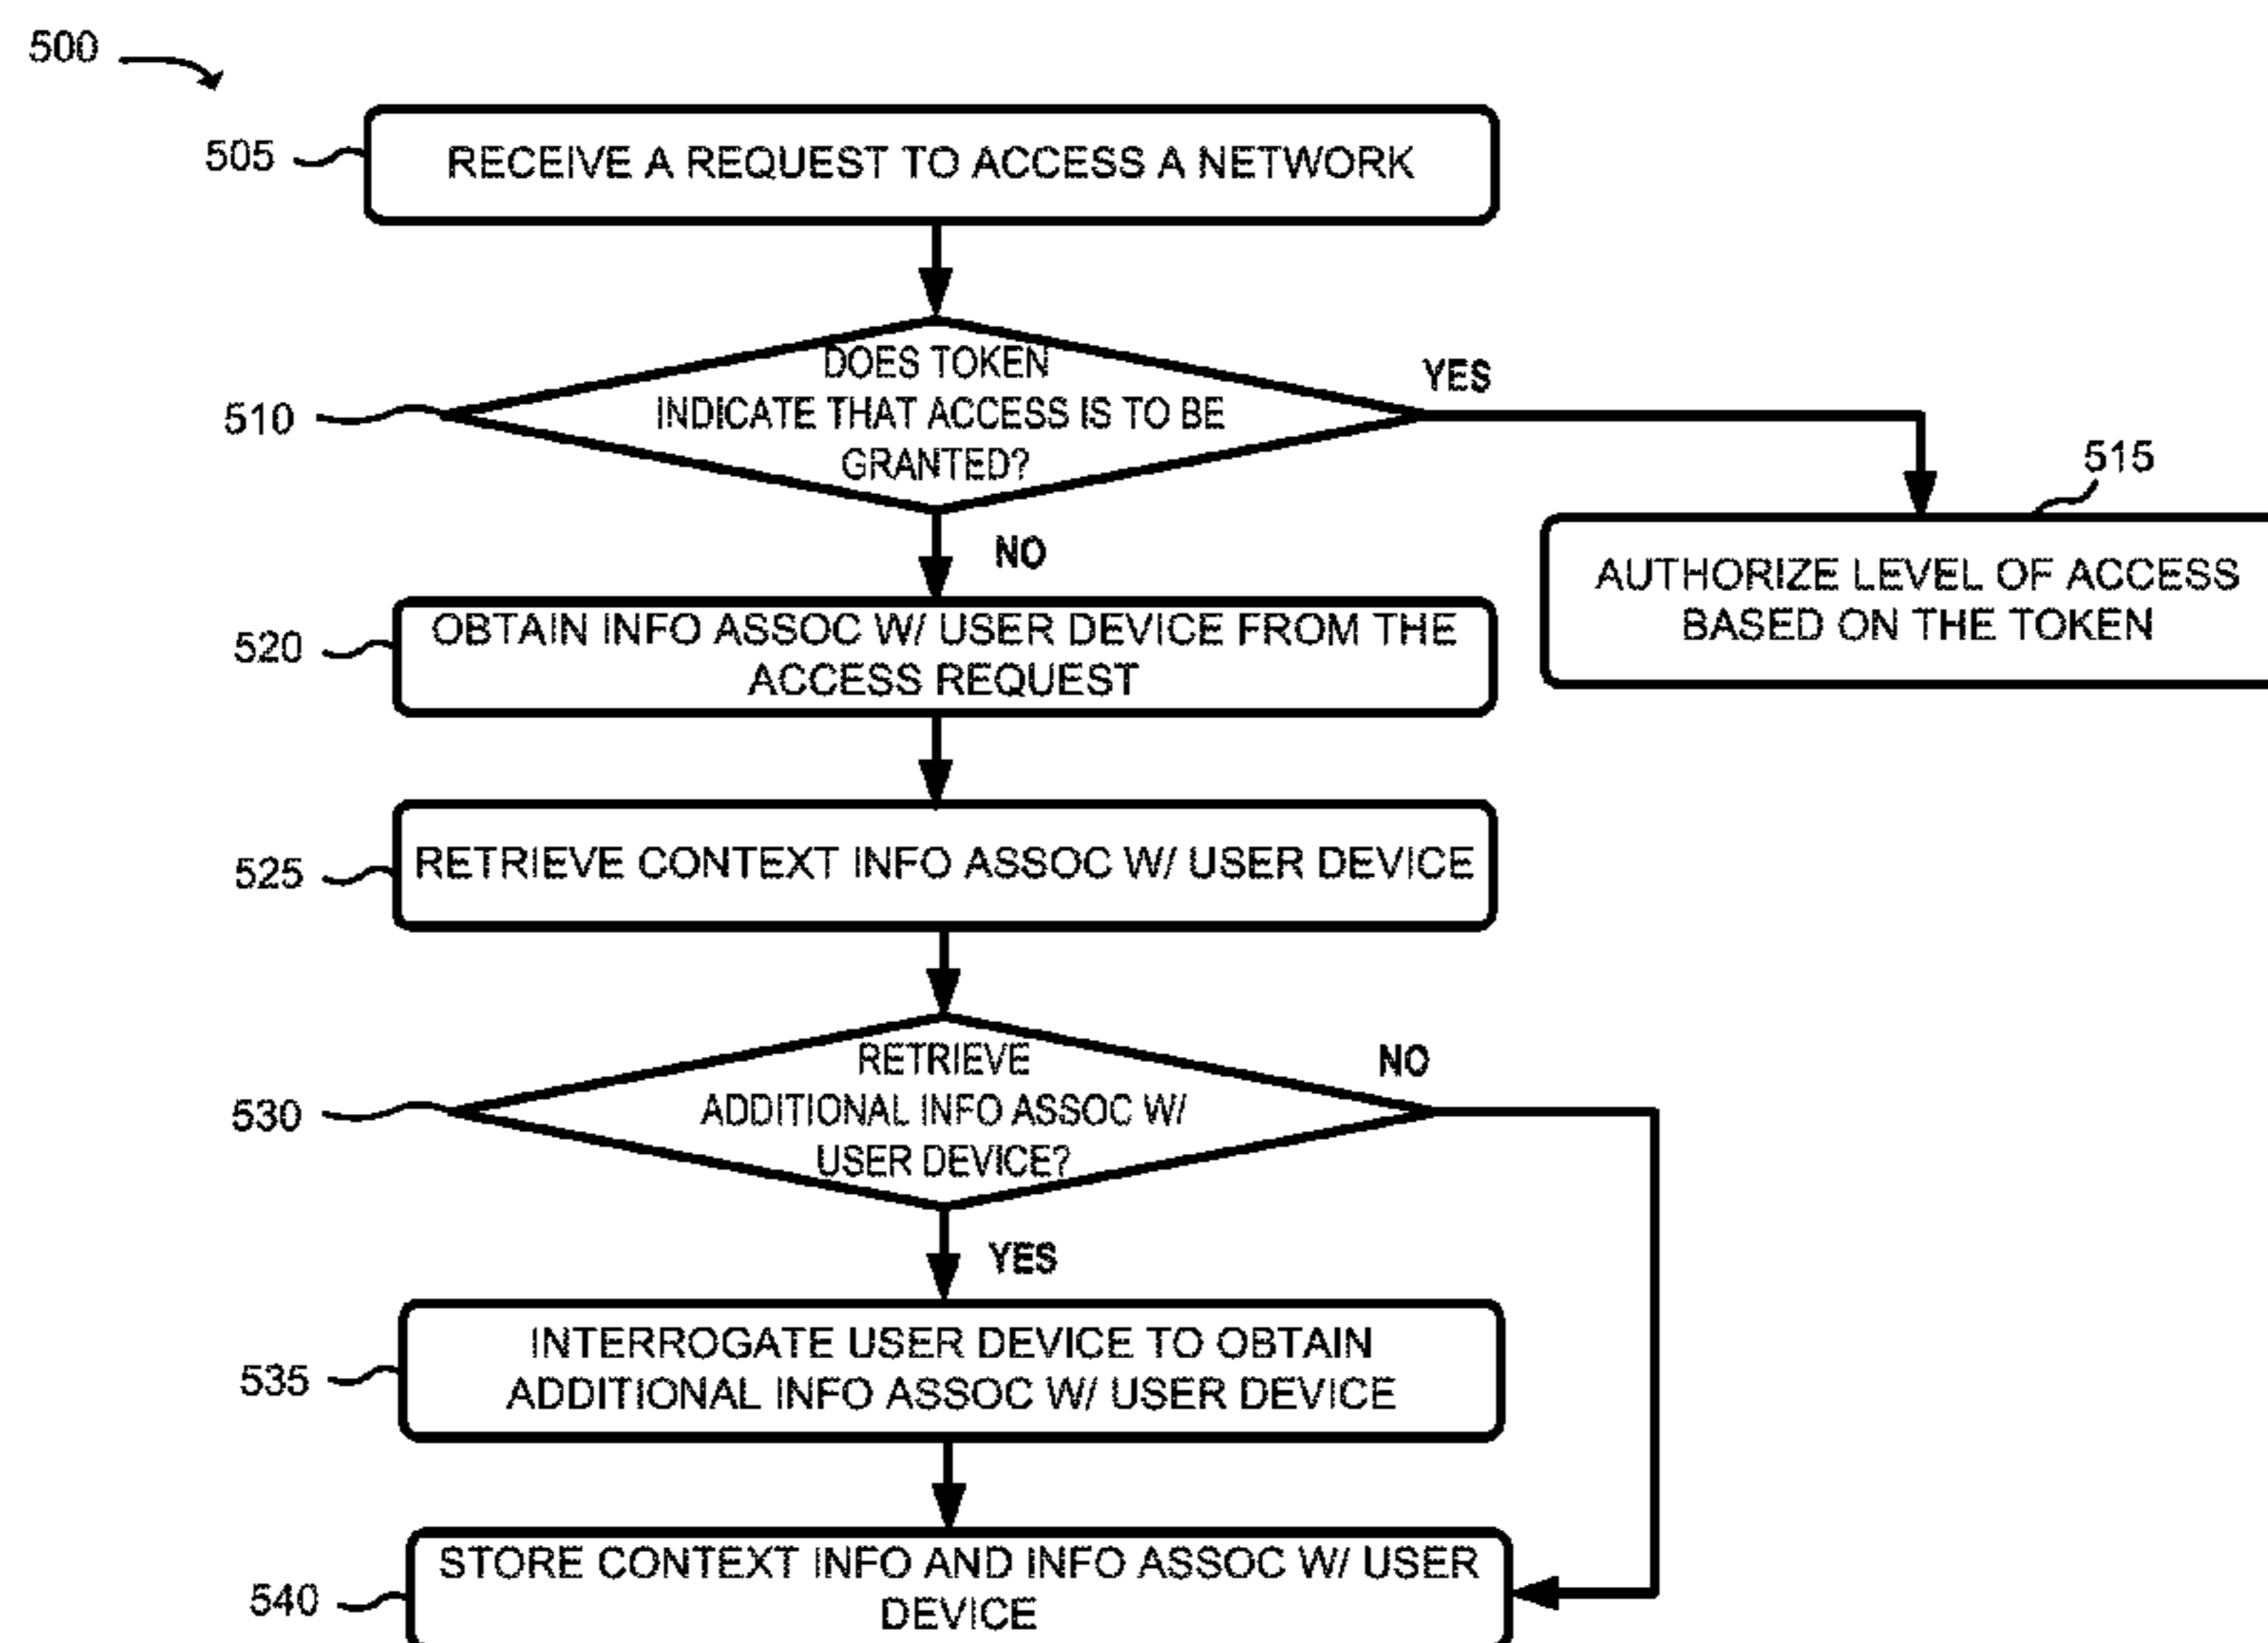 500
505
RECEIVE A REQUEST TO ACCESS A NETWORK
510
DOES TOKEN
INDICATE THAT ACCESS IS TO BE
GRANTED?
YES
515
AUTHORIZE LEVEL OF ACCESS
BASED ON THE TOKEN
NO
520
OBTAIN INFO ASSOC W/ USER DEVICE FROM THE
ACCESS REQUEST
525
RETRIEVE CONTEXT INFO ASSOC W/ USER DEVICE
530
RETRIEVE
ADDITIONAL INFO ASSOC W/
USER DEVICE?
NO
YES
535
INTERROGATE USER DEVICE TO OBTAIN
ADDITIONAL INFO ASSOC W/ USER DEVICE
540
STORE CONTEXT INFO AND INFO ASSOC W/ USER
DEVICE